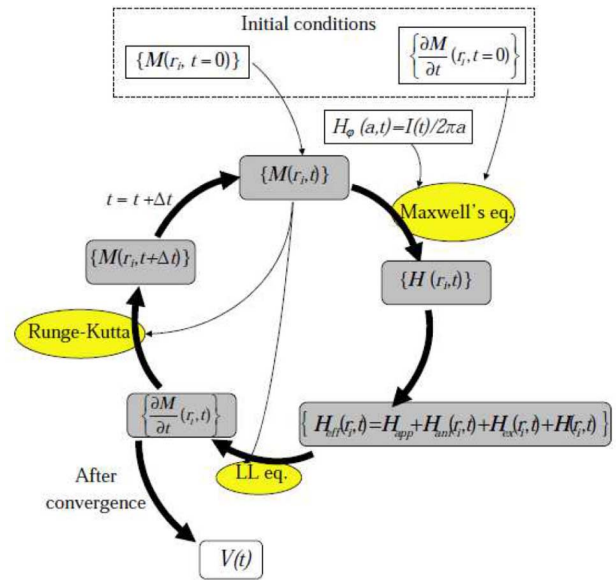 Initial conditions
{M(r_i, t=0)}
{∂M/∂t (r_i, t=0)}
H_φ (a,t)=I(t)/2πa
{M(r_i,t)}
t = t+Δt
Maxwell's eq.
{M(r_i,t+Δt)}
{H (r_i,t)}
Runge-Kutta
{∂M/∂t (r_i,t)}
{ H_eff(r_i,t)=H_app+H_ani(r_i,t)+H_ex(r_i,t)+H(r_i,t) }
LL eq.
After
convergence
V(t)